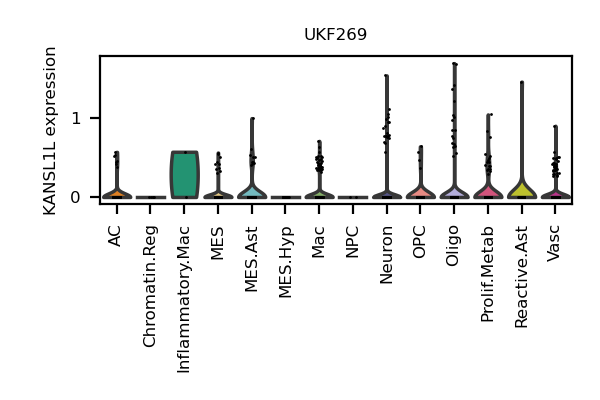 UKF269
KANSL1L expression
1
0
AC
Chromatin.Reg
Inflammatory.Mac
MES
MES.Ast
MES.Hyp
Mac
NPC
Neuron
OPC
Oligo
Prolif.Metab
Reactive.Ast
Vasc